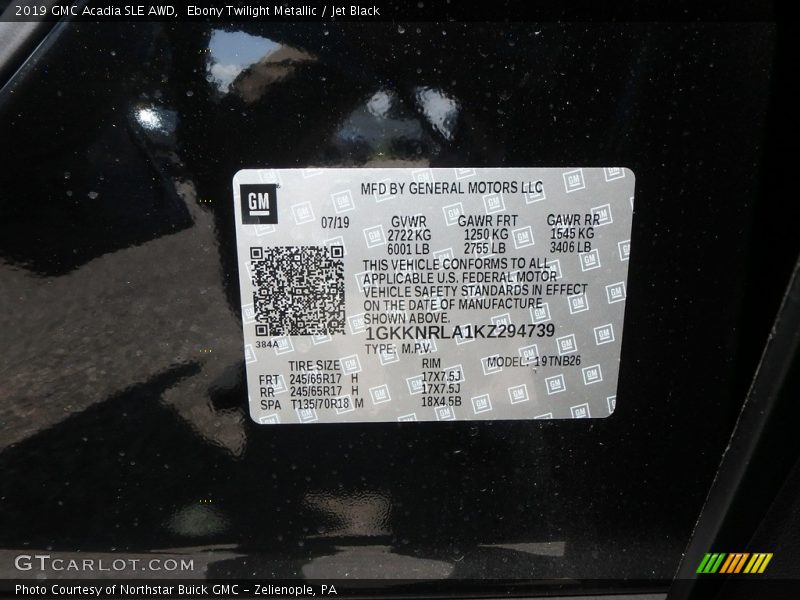 2019 GMC Acadia SLE AWD, Ebony Twilight Metallic / Jet Black
GM
MFD BY GENERAL MOTORS LLC
07/19 GVWR GAWR FRT GAWR RR
2722 KG 1250 KG 1545 KG
6001 LB 2755 LB 3406 LB
THIS VEHICLE CONFORMS TO ALL
APPLICABLE U.S. FEDERAL MOTOR
VEHICLE SAFETY STANDARDS IN EFFECT
ON THE DATE OF MANUFACTURE
SHOWN ABOVE.
384A
1GKKNRLA1KZ294739
TYPE: M.P.V.
TIRE SIZE RIM MODEL: 19TNB26
FRT 245/65R17 H 17X7.5J
RR 245/65R17 H 17X7.5J
SPA T135/70R18 M 18X4.5B
GTCARLOT.COM
Photo Courtesy of Northstar Buick GMC - Zelienople, PA